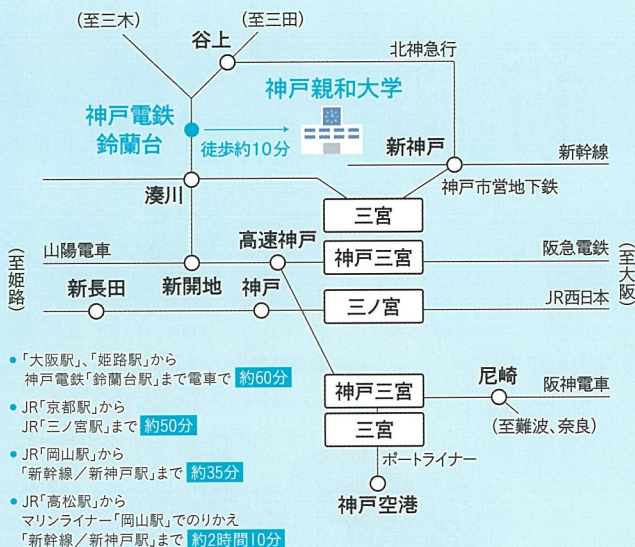 (至三木)
(至三田)
谷上
北神急行
神戸電鉄
鈴蘭台
神戸親和大学
徒歩約10分
新神戸
新幹線
神戸市営地下鉄
湊川
三宮
(至姫路)
山陽電車
高速神戸
神戸三宮
阪急電鉄
(至大阪)
新開地
新長田
神戸
三ノ宮
JR西日本
神戸三宮
尼崎
阪神電車
(至難波、奈良)
三宮
ポートライナー
神戸空港
●「大阪駅」、「姫路駅」から
神戸電鉄「鈴蘭台駅」まで電車で 約60分
● JR「京都駅」から
JR「三ノ宮駅」まで 約50分
● JR「岡山駅」から
「新幹線/新神戸駅」まで 約35分
● JR「高松駅」から
マリンライナー「岡山駅」でのりかえ
「新幹線/新神戸駅」まで 約2時間10分